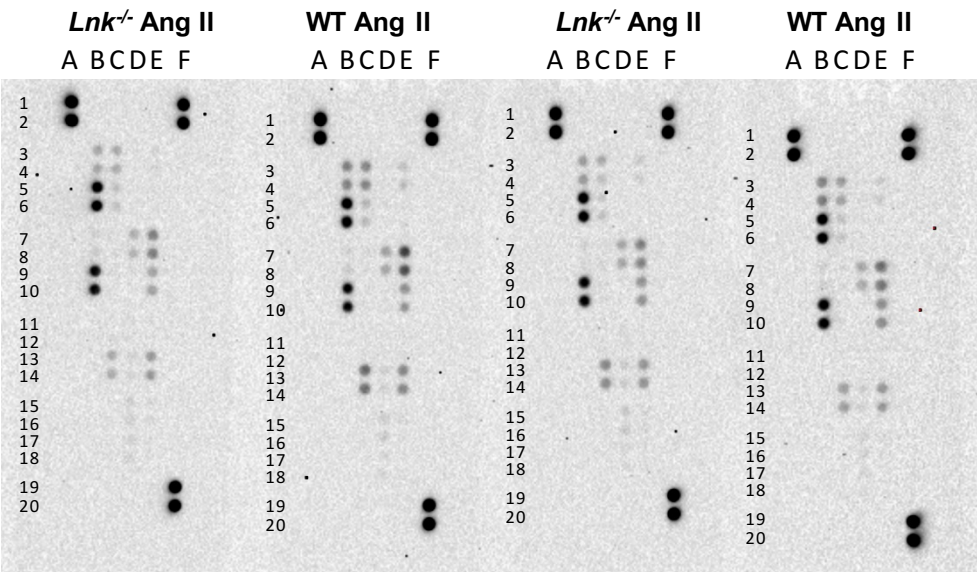 Lnk-/- Ang II WT Ang II Lnk-/- Ang II WT Ang II
A B C D E F A B C D E F A B C D E F A B C D E F
1 1 1 1
2 2 2 2
3 3 3 3
4 4 4 4
5 5 5 5
6 6 6 6
7 7 7 7
8 8 8 8
9 9 9 9
10 10 10 10
11 11 11 11
12 12 12 12
13 13 13 13
14 14 14 14
15 15 15 15
16 16 16 16
17 17 17 17
18 18 18 18
19 19 19 19
20 20 20 20